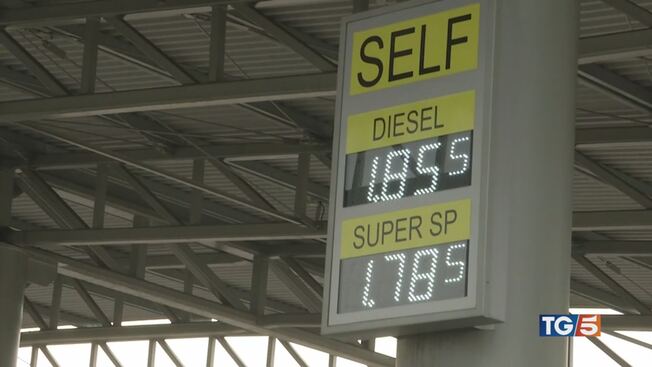 SELF
DIESEL
1.855
SUPER SP
1.785
TG5